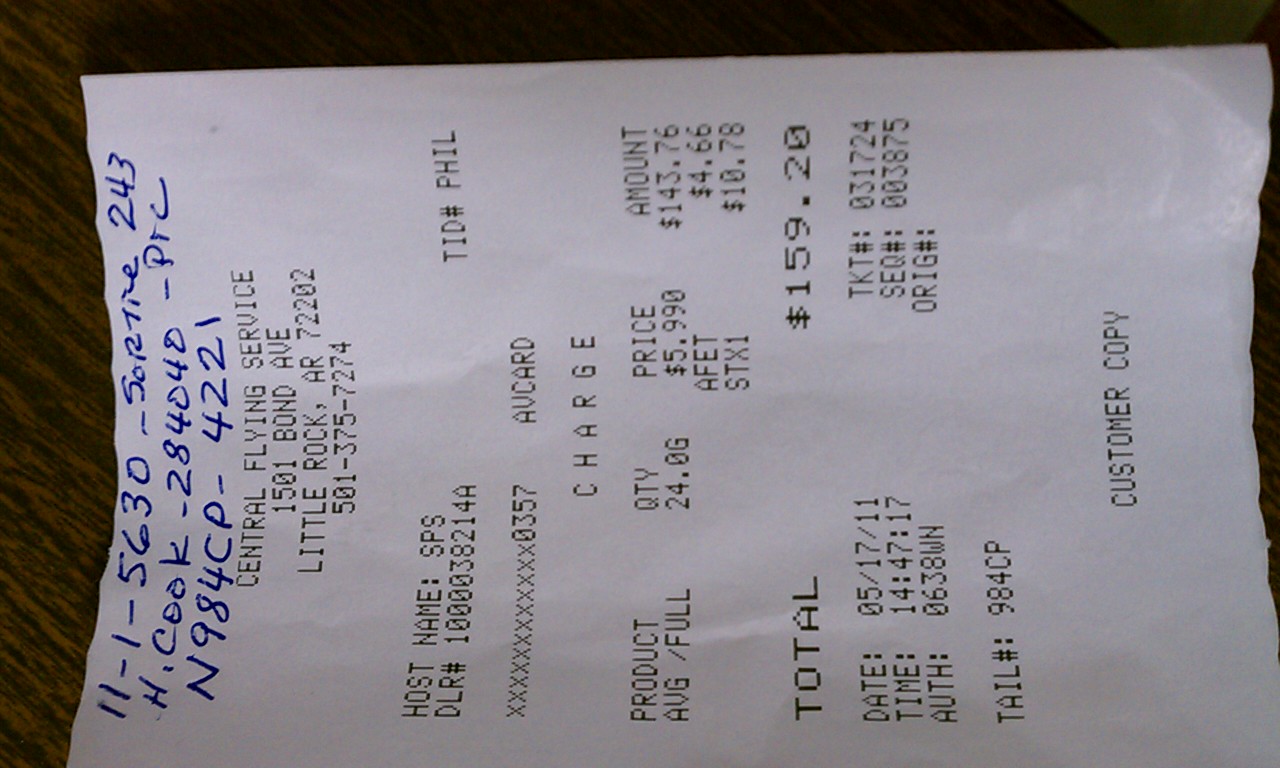 11-1-5630 - Sortie 243
H. Cook - 284040 - PIC
N984CP - 4221
CENTRAL FLYING SERVICE
1501 BOND AVE
LITTLE ROCK, AR 72202
501-375-7274
HOST NAME: SPS
DLR# 1000038214A TID# PHIL
xxxxxxxxxxxx0357 AVCARD
C H A R G E
PRODUCT QTY PRICE AMOUNT
AVG /FULL 24.0G $5.990 $143.76
AFET $4.66
STX1 $10.78
TOTAL $159.20
DATE: 05/17/11 TKT#: 031724
TIME: 14:47:17 SEQ#: 003875
AUTH: 0638WN ORIG#:
TAIL#: 984CP
CUSTOMER COPY